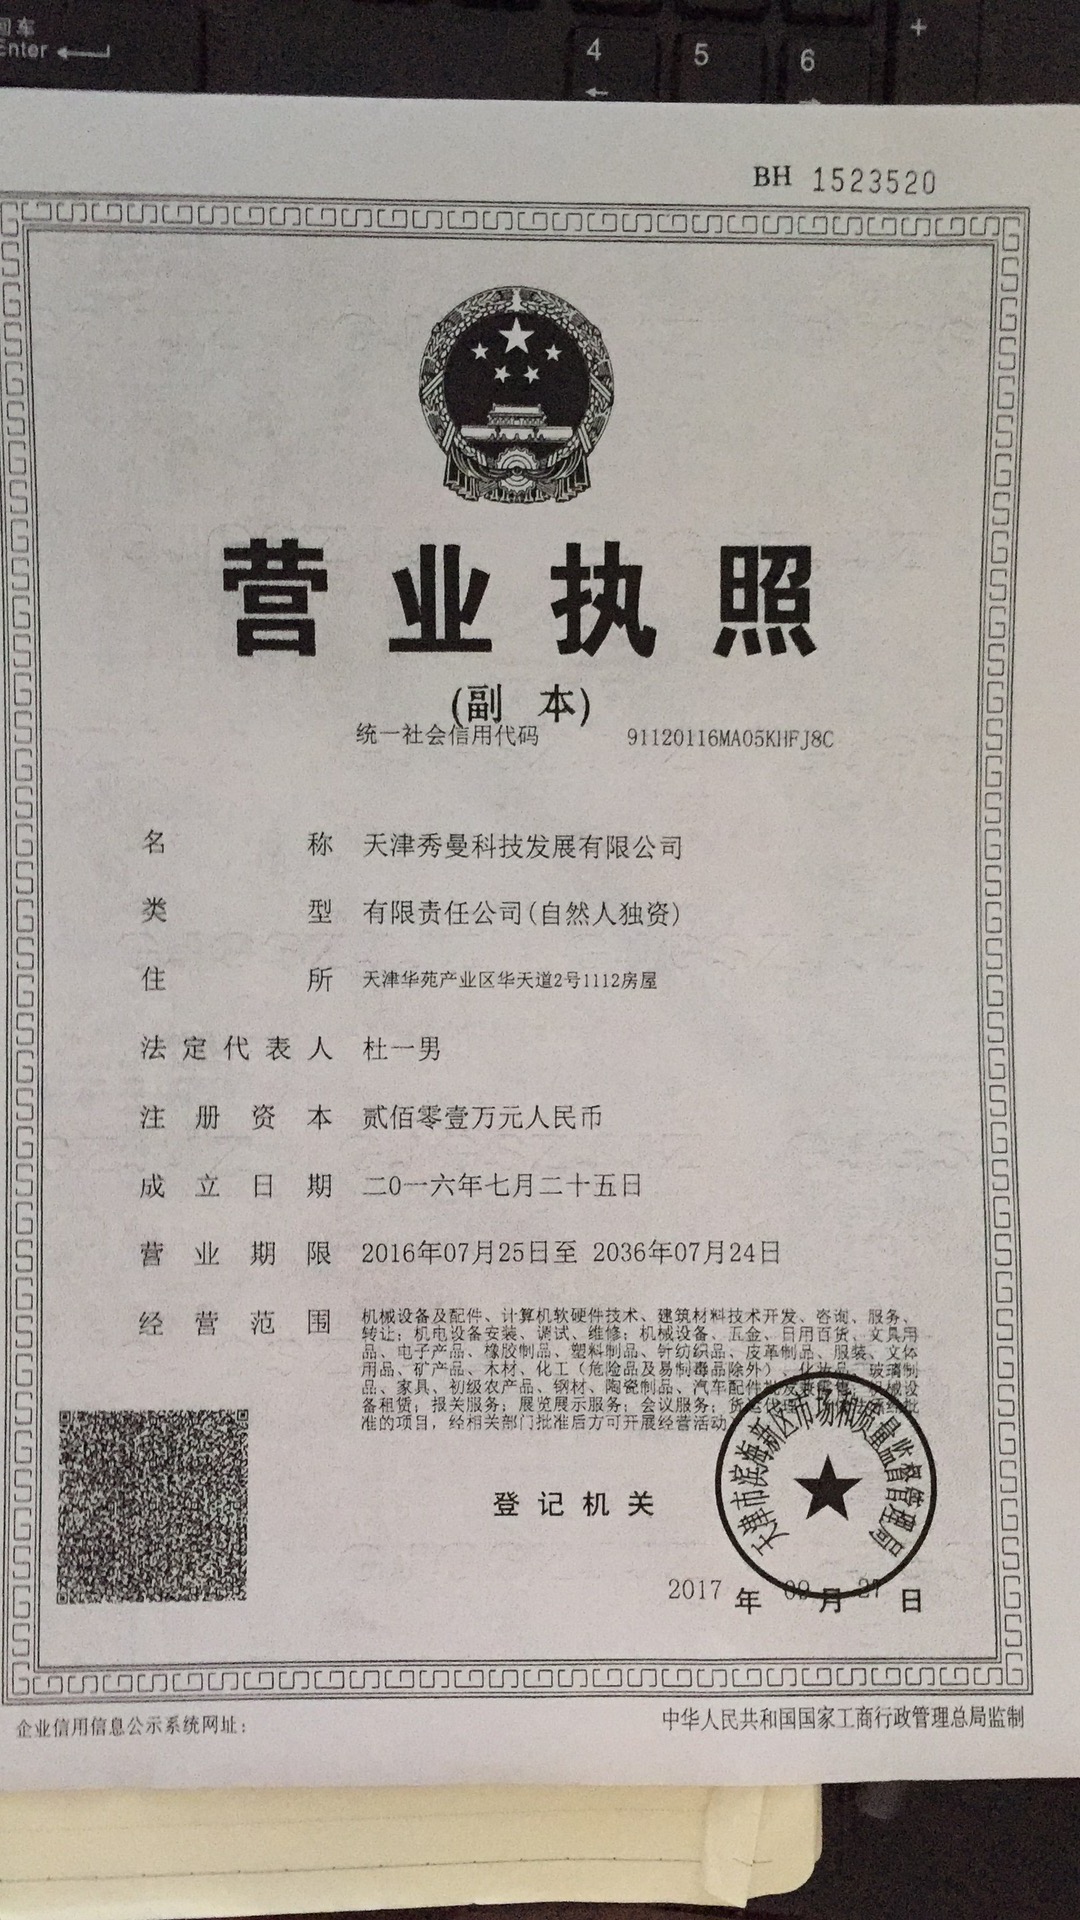 回车
Enter
4
5
6
+
BH 1523520
营业执照
(副 本)
统一社会信用代码 91120116MA05KHFJ8C
名称 天津秀曼科技发展有限公司
类型 有限责任公司(自然人独资)
住所 天津华苑产业区华天道2号1112房屋
法定代表人 杜一男
注册资本 贰佰零壹万元人民币
成立日期 二0一六年七月二十五日
营业期限 2016年07月25日至 2036年07月24日
经营范围 机械设备及配件、计算机软硬件技术、建筑材料技术开发、咨询、服务、
转让；机电设备安装、调试、维修；机械设备、五金、日用百货、文具用
品、电子产品、橡胶制品、塑料制品、针纺织品、皮革制品、服装、文体
用品、矿产品、木材、化工（危险品及易制毒品除外）、化妆品、玻璃制
品、家具、初级农产品、钢材、陶瓷制品、汽车配件批发兼零售；机械设
备租赁；报关服务；展览展示服务；会议服务；货运代理。
准的项目，经相关部门批准后方可开展经营活动
天津市滨海新区市场和质量监督管理局
登记机关
2017 年 09 月 27 日
企业信用信息公示系统网址：
中华人民共和国国家工商行政管理总局监制